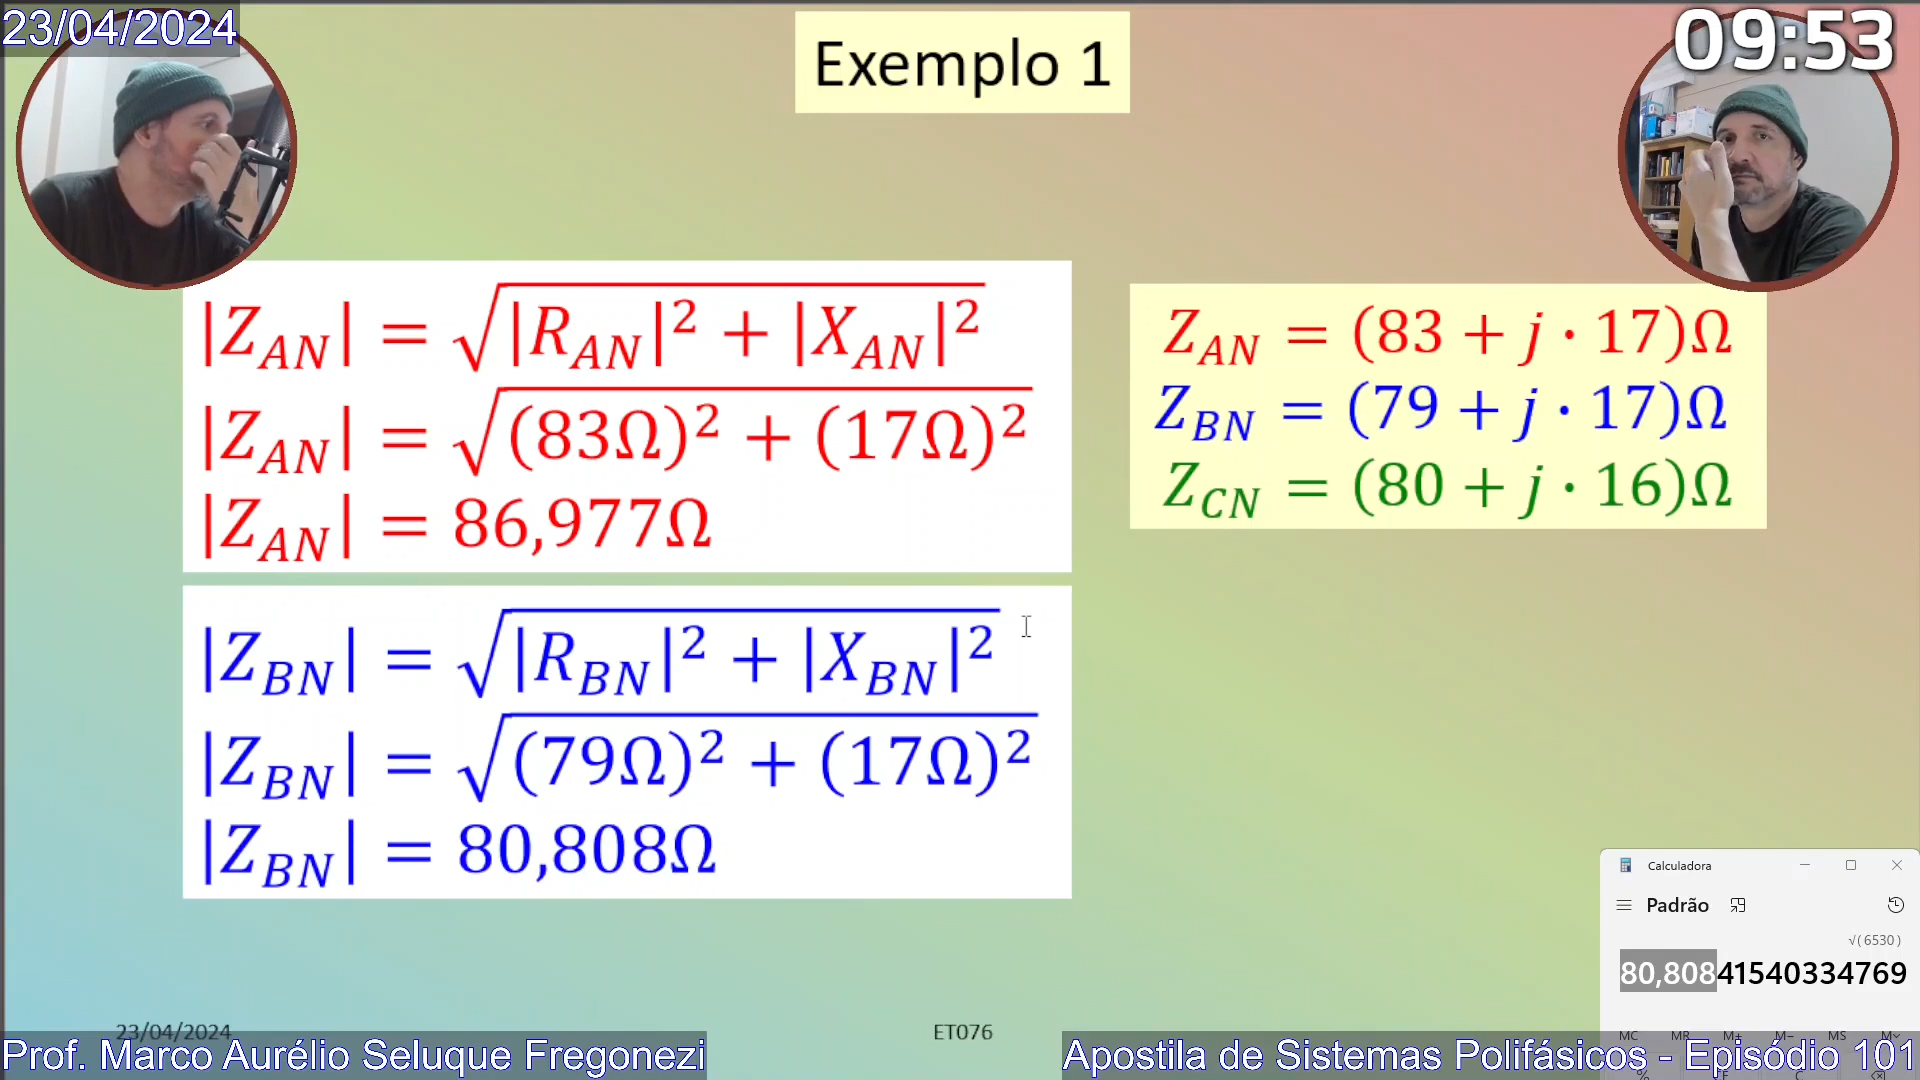 23/04/2024
Exemplo 1
09:53
|Z_AN| = √(|R_AN|² + |X_AN|²)
|Z_AN| = √((83Ω)² + (17Ω)²)
|Z_AN| = 86,977Ω
Z_AN = (83 + j · 17)Ω
Z_BN = (79 + j · 17)Ω
Z_CN = (80 + j · 16)Ω
|Z_BN| = √(|R_BN|² + |X_BN|²)
|Z_BN| = √((79Ω)² + (17Ω)²)
|Z_BN| = 80,808Ω
Calculadora
Padrão
√( 6530 )
80,80841540334769
MC MR M+ M− MS M˅
23/04/2024
ET076
Prof. Marco Aurélio Seluque Fregonezi
Apostila de Sistemas Polifásicos - Episódio 101